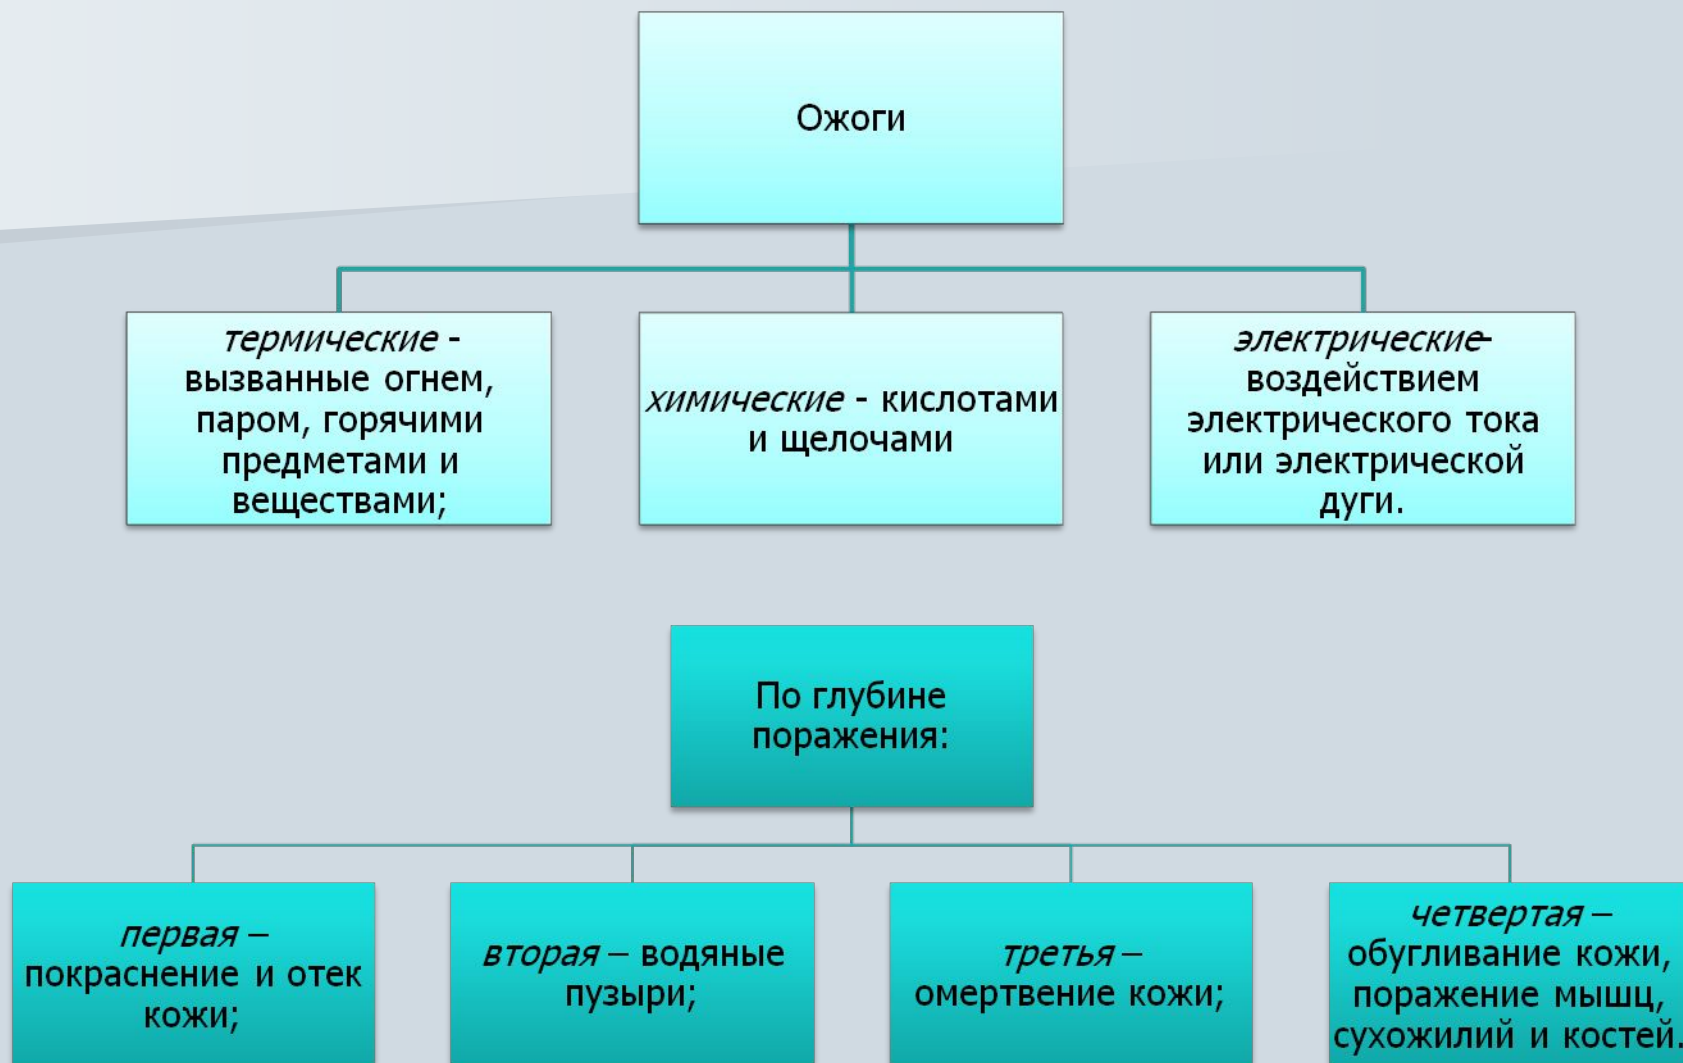 Ожоги
термические -
вызванные огнем,
паром, горячими
предметами и
веществами;
химические - кислотами
и щелочами
электрические-
воздействием
электрического тока
или электрической
дуги.
По глубине
поражения:
первая –
покраснение и отек
кожи;
вторая – водяные
пузыри;
третья –
омертвение кожи;
четвертая –
обугливание кожи,
поражение мышц,
сухожилий и костей.